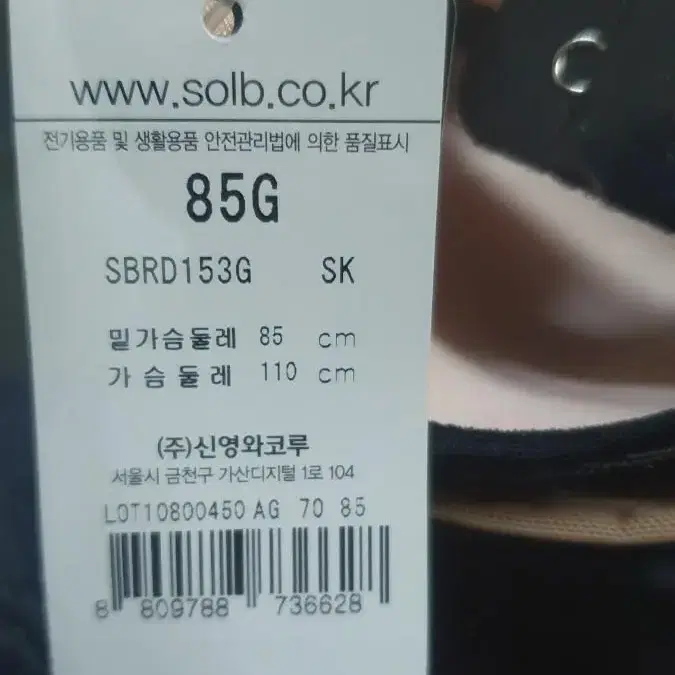 www.solb.co.kr
전기용품 및 생활용품 안전관리법에 의한 품질표시
85G
SBRD153G SK
밑가슴둘레 85 cm
가슴둘레 110 cm
(주)신영와코루
서울시 금천구 가산디지털 1로 104
LOT10800450 AG 70 85
8 809788 736628